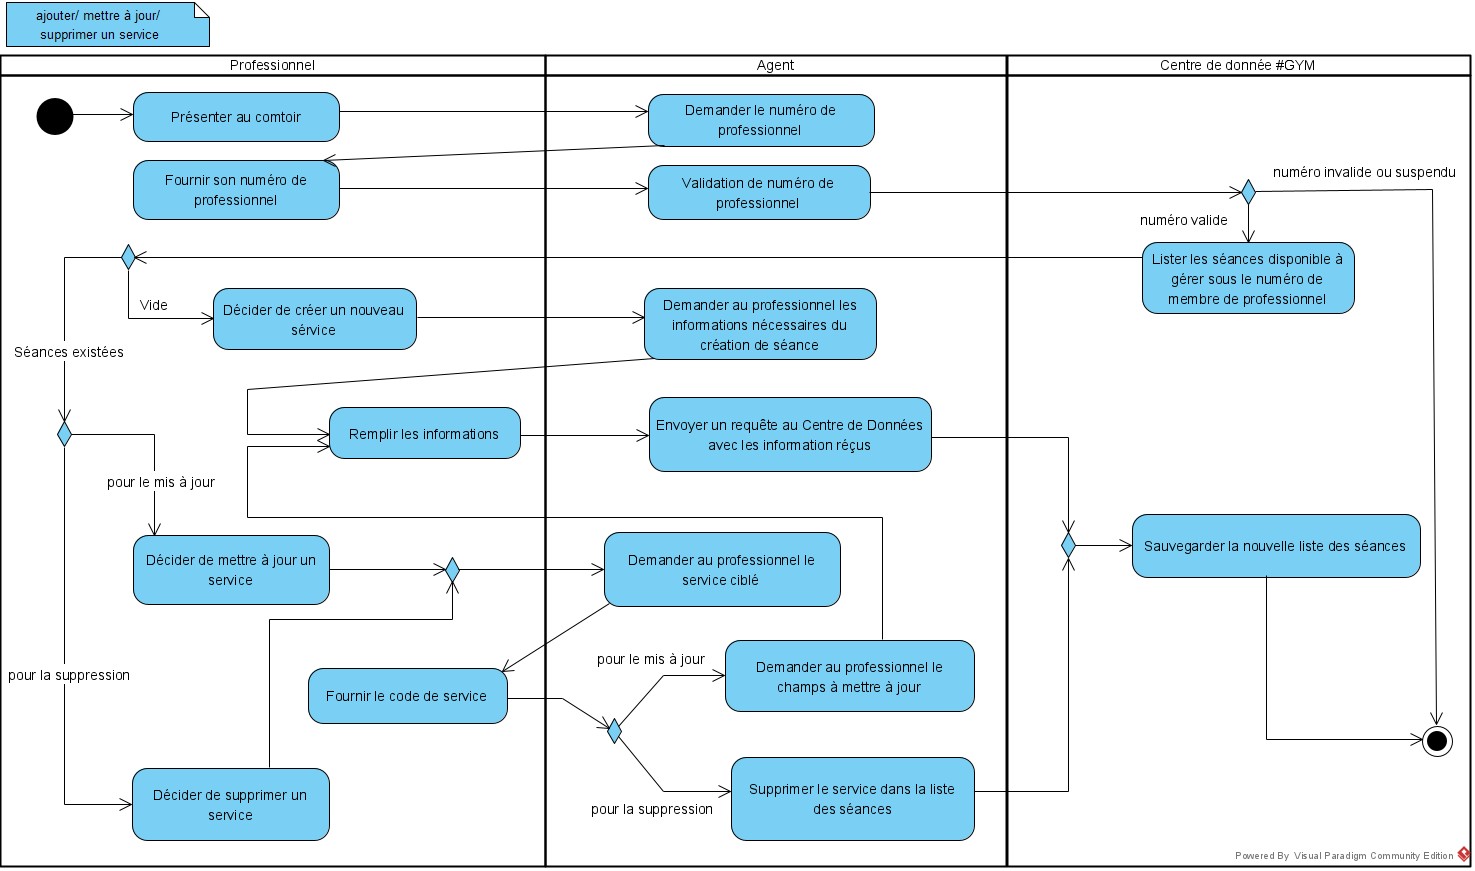 ajouter/ mettre à jour/
supprimer un service
Professionnel
Agent
Centre de donnée #GYM
Présenter au comtoir
Demander le numéro de
professionnel
Fournir son numéro de
professionnel
Validation de numéro de
professionnel
numéro invalide ou suspendu
numéro valide
Lister les séances disponible à
gérer sous le numéro de
membre de professionnel
Vide
Décider de créer un nouveau
sérvice
Demander au professionnel les
informations nécessaires du
création de séance
Séances existées
Remplir les informations
Envoyer un requête au Centre de Données
avec les information réçus
pour le mis à jour
Décider de mettre à jour un
service
Demander au professionnel le
service ciblé
Sauvegarder la nouvelle liste des séances
pour la suppression
Fournir le code de service
pour le mis à jour
Demander au professionnel le
champs à mettre à jour
Décider de supprimer un
service
pour la suppression
Supprimer le service dans la liste
des séances
Powered By Visual Paradigm Community Edition